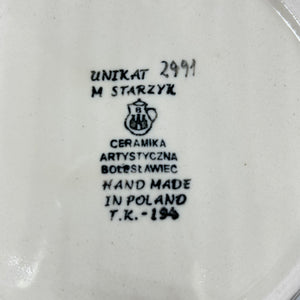 UNIKAT 2991
M STARZYK
CERAMIKA
ARTYSTYCZNA
BOLESŁAWIEC
HAND MADE
IN POLAND
T.K.-194